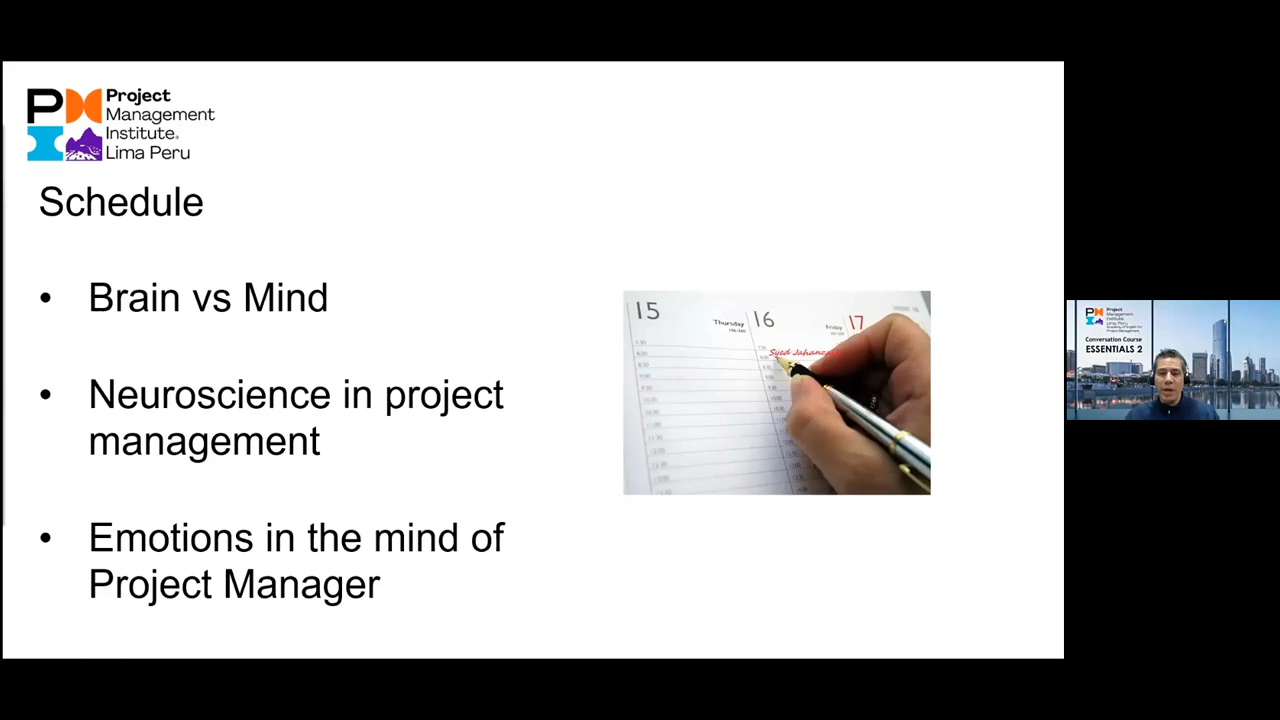 Project
Management
Institute®
Lima Peru
Schedule
• Brain vs Mind
• Neuroscience in project
management
• Emotions in the mind of
Project Manager
15
Thursday
16
Friday
17
Project
Management
Institute
Lima Peru
Conversation Course
ESSENTIALS 2